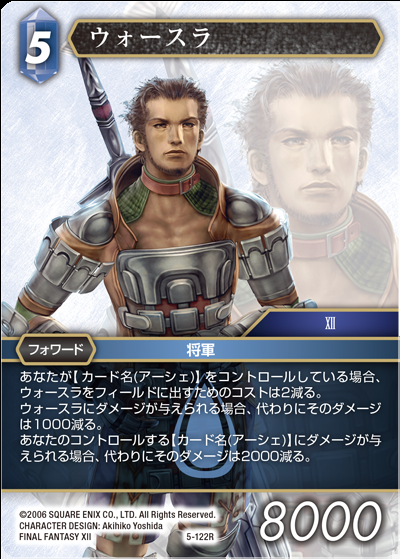 5
ウォースラ
XII
フォワード
将軍
あなたが【カード名(アーシェ)】をコントロールしている場合、
ウォースラをフィールドに出すためのコストは2減る。
ウォースラにダメージが与えられる場合、代わりにそのダメージ
は1000減る。
あなたのコントロールする【カード名(アーシェ)】にダメージが与
えられる場合、代わりにそのダメージは2000減る。
©2006 SQUARE ENIX CO., LTD. All Rights Reserved.
CHARACTER DESIGN: Akihiko Yoshida
FINAL FANTASY XII
5-122R
8000